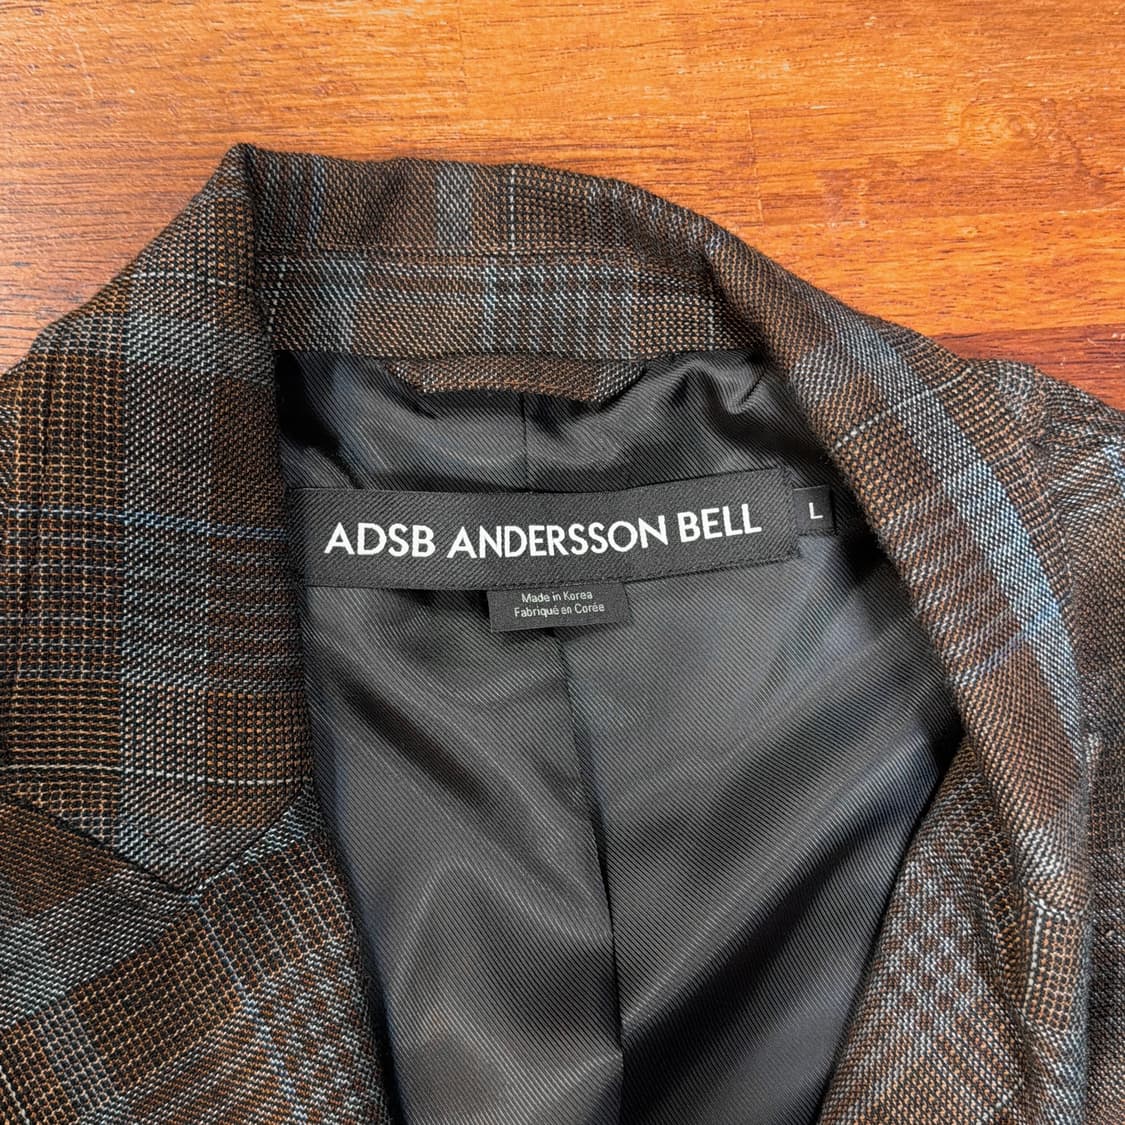 ADSB ANDERSSON BELL
L
Made in Korea
Fabriqué en Corée